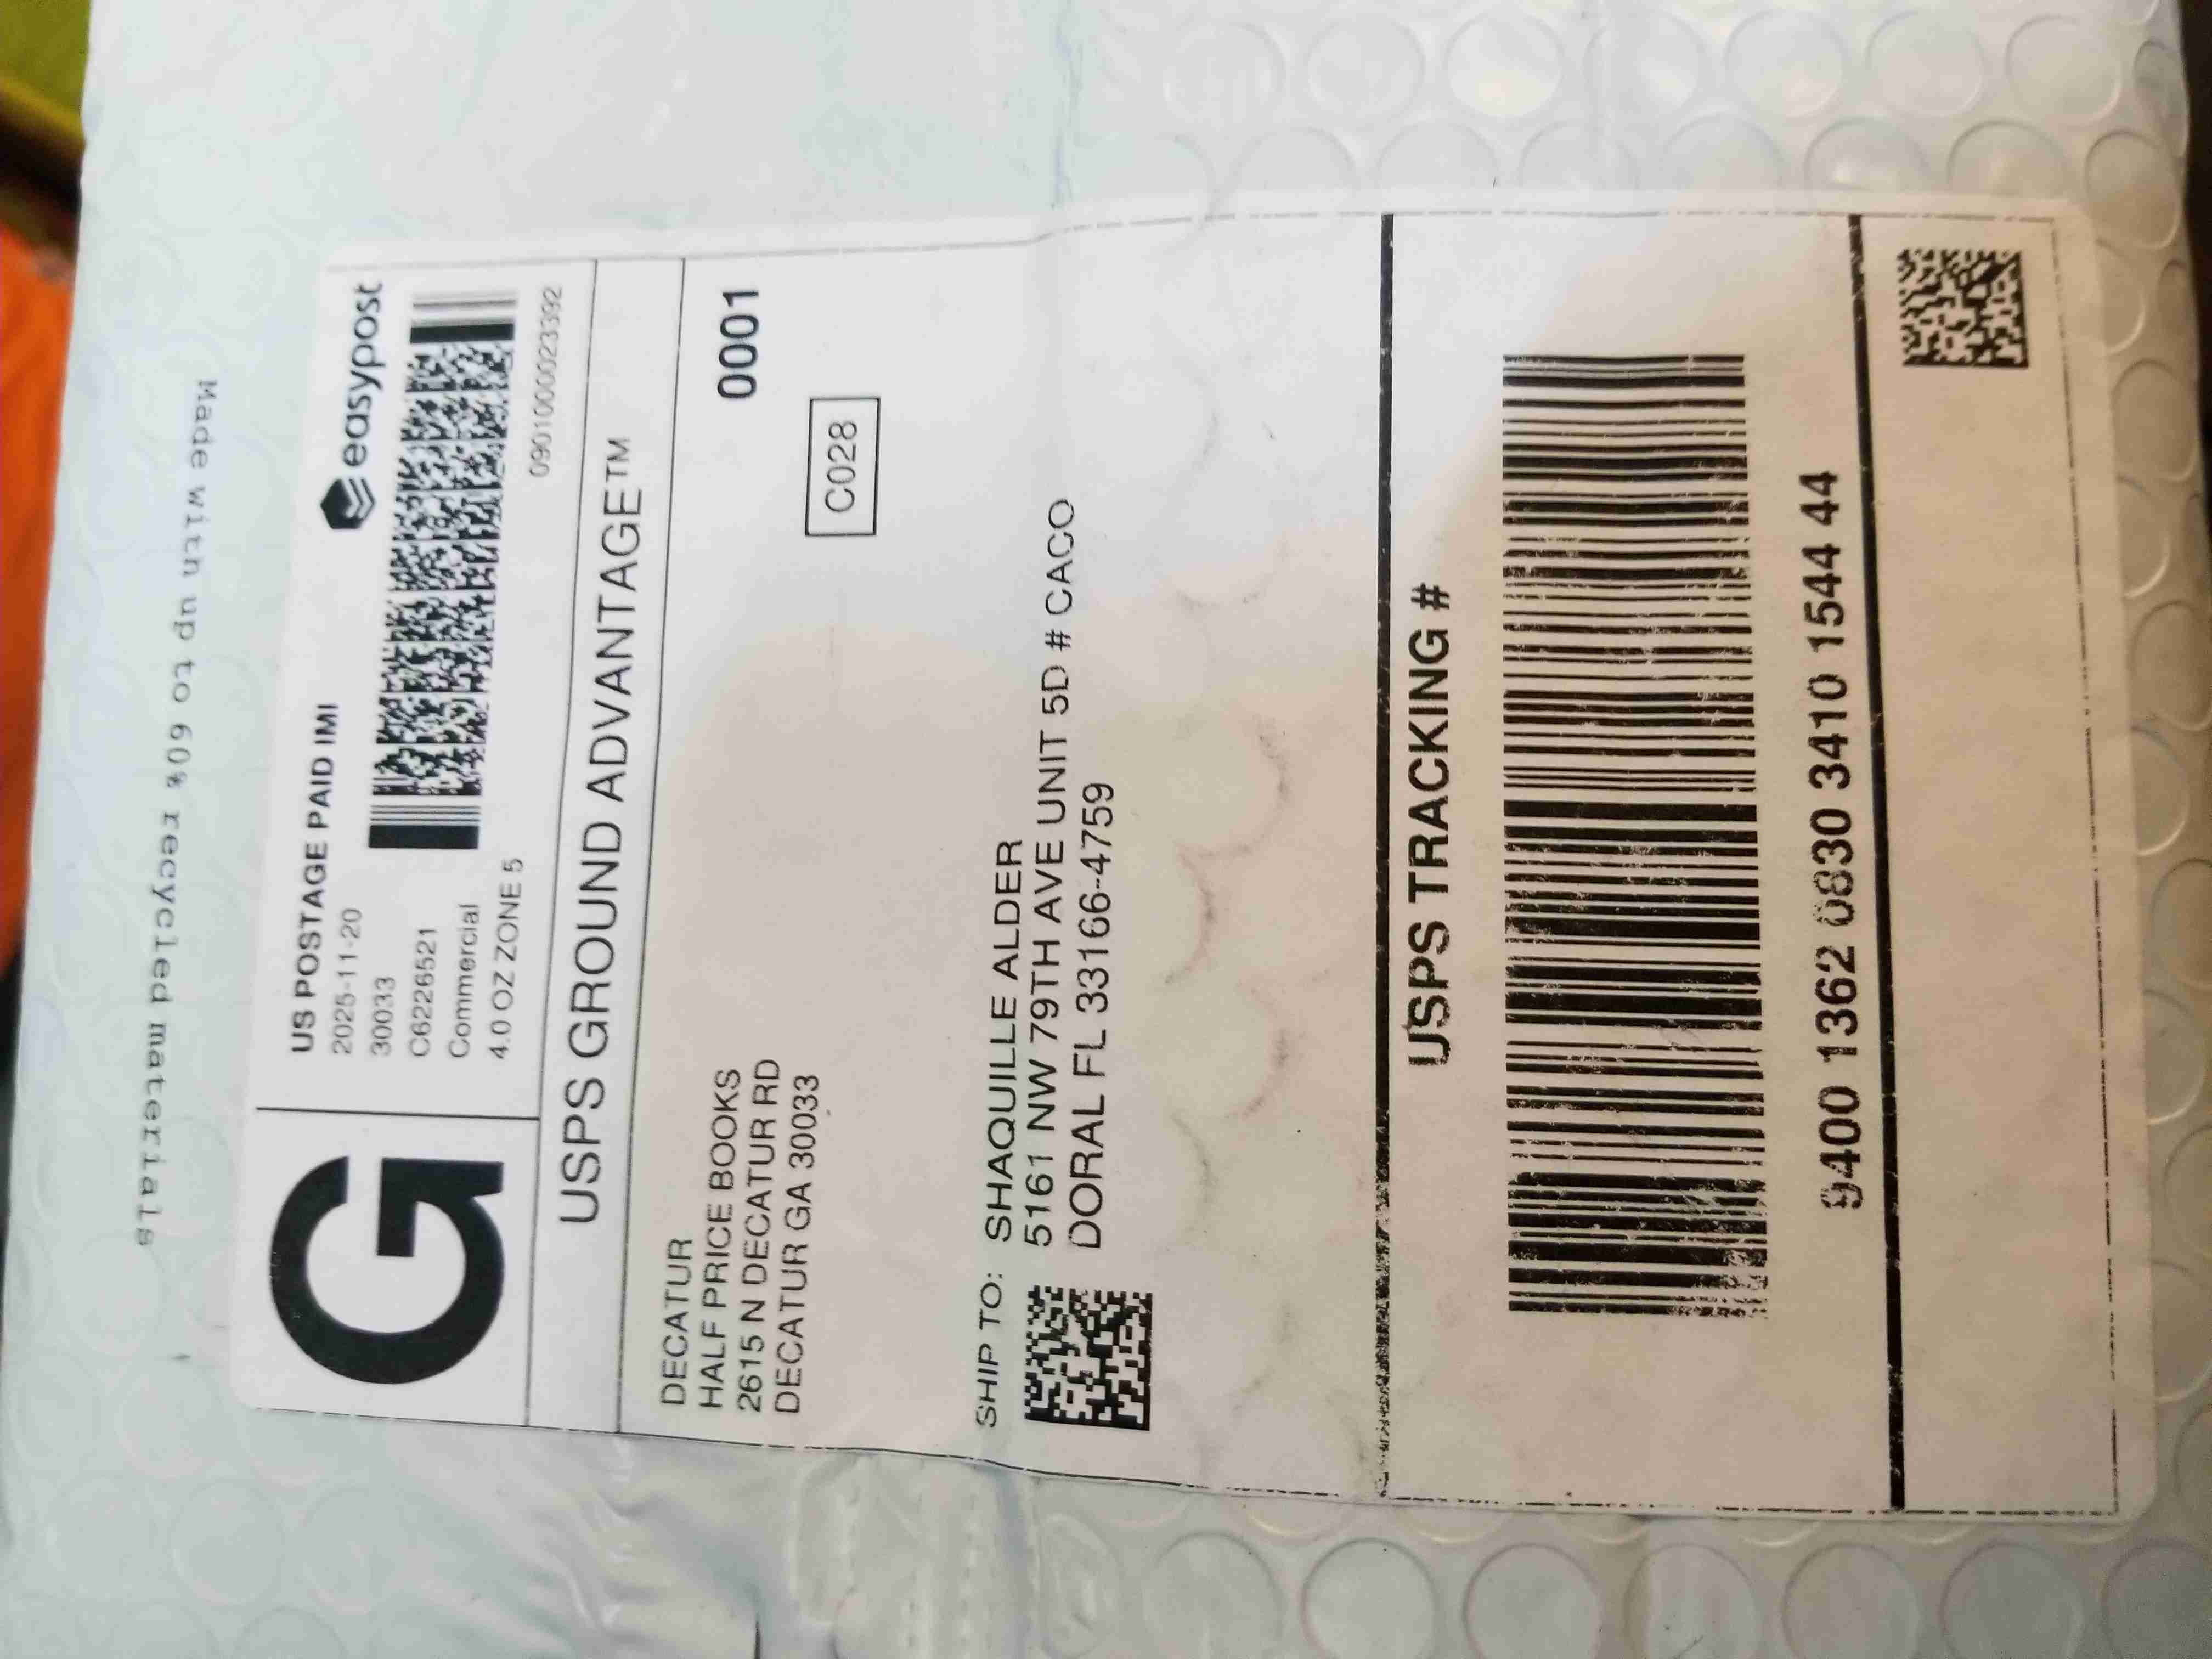 Made with up to 60% recycled materials
G
US POSTAGE PAID IMI
2025-11-20
30033
C6226521
Commercial
4.0 OZ ZONE 5
easypost
0901000023392
USPS GROUND ADVANTAGE™
DECATUR
HALF PRICE BOOKS
2615 N DECATUR RD
DECATUR GA 30033
0001
C028
SHIP TO:
SHAQUILLE ALDER
5161 NW 79TH AVE UNIT 5D # CACO
DORAL FL 33166-4759
USPS TRACKING #
9400 1362 0830 3410 1544 44